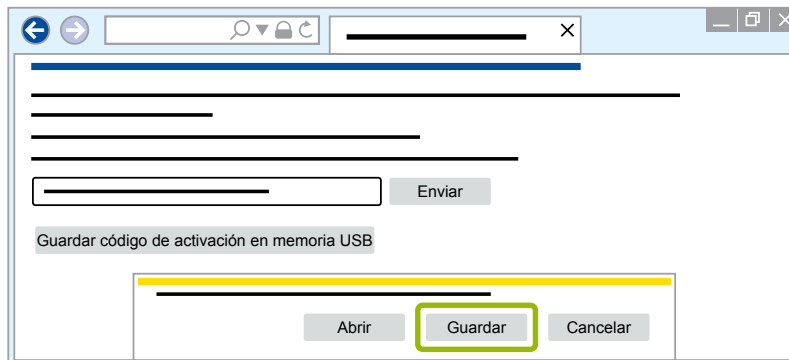 Enviar
Guardar código de activación en memoria USB
Abrir Guardar Cancelar